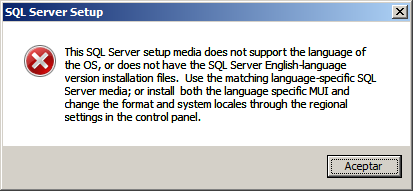 SQL Server Setup
This SQL Server setup media does not support the language of
the OS, or does not have the SQL Server English-language
version installation files.  Use the matching language-specific SQL
Server media; or install  both the language specific MUI and
change the format and system locales through the regional
settings in the control panel.
Aceptar